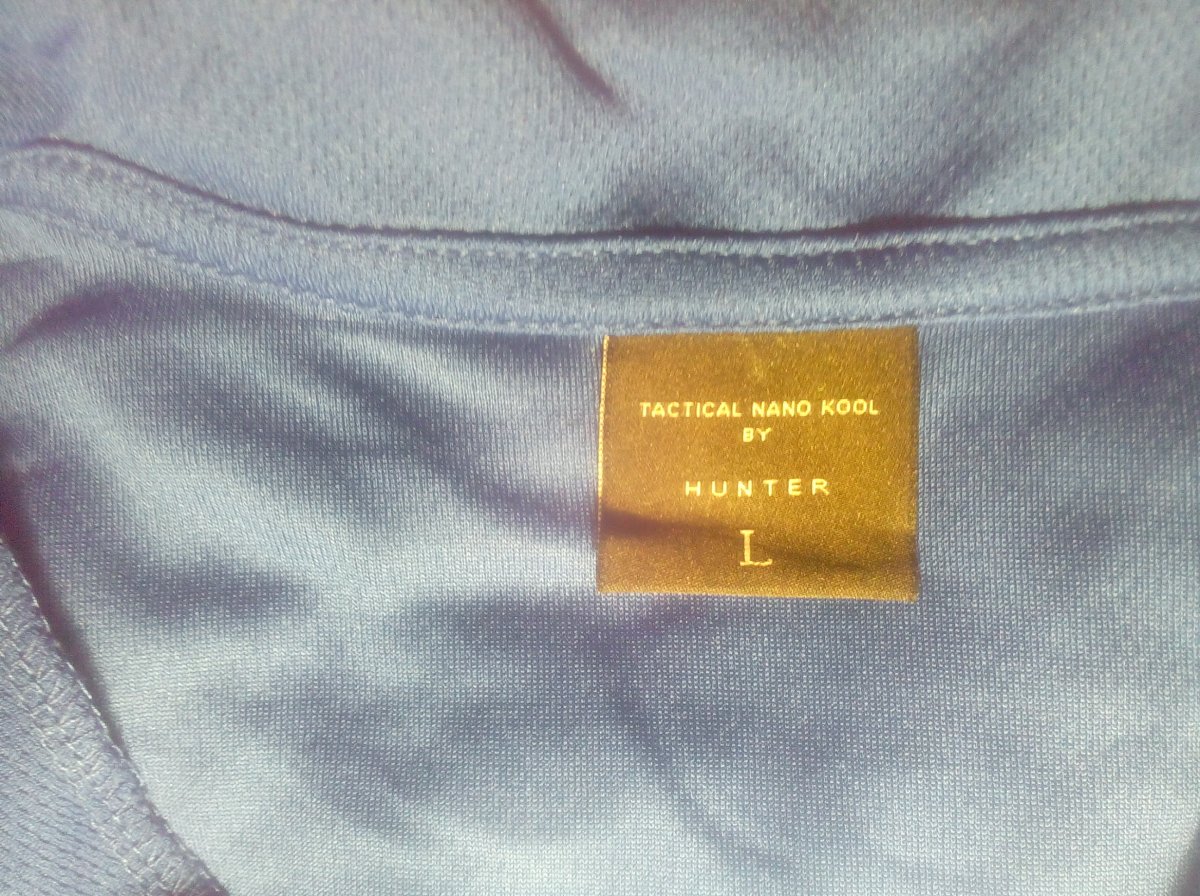 TACTICAL NANO KOOL
BY
HUNTER
L